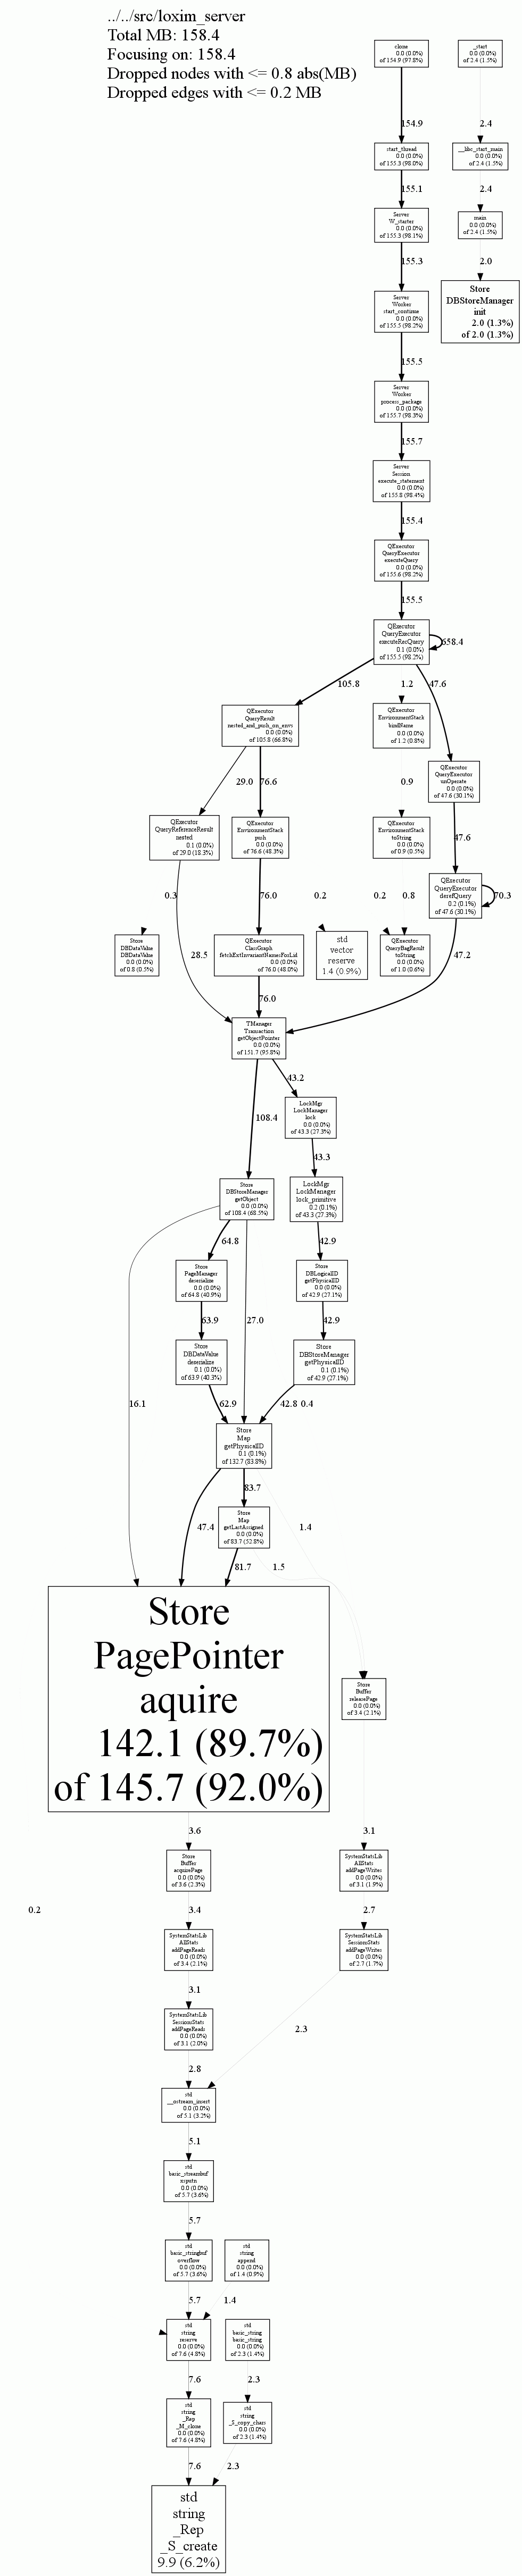 ../../src/loxim_server
Total MB: 158.4
Focusing on: 158.4
Dropped nodes with <= 0.8 abs(MB)
Dropped edges with <= 0.2 MB
clone
0.0 (0.0%)
of 154.9 (97.8%)
_start
0.0 (0.0%)
of 2.4 (1.5%)
154.9
2.4
start_thread
0.0 (0.0%)
of 155.3 (98.0%)
__libc_start_main
0.0 (0.0%)
of 2.4 (1.5%)
155.1
2.4
Server
W_starter
0.0 (0.0%)
of 155.3 (98.1%)
main
0.0 (0.0%)
of 2.4 (1.5%)
155.3
2.0
Server
Worker
start_continue
0.0 (0.0%)
of 155.5 (98.2%)
Store
DBStoreManager
init
2.0 (1.3%)
of 2.0 (1.3%)
155.5
Server
Worker
process_package
0.0 (0.0%)
of 155.7 (98.3%)
155.7
Server
Session
execute_statement
0.0 (0.0%)
of 155.8 (98.4%)
155.4
QExecutor
QueryExecutor
executeQuery
0.0 (0.0%)
of 155.6 (98.2%)
155.5
QExecutor
QueryExecutor
executeRecQuery
0.1 (0.0%)
of 155.5 (98.2%)
658.4
105.8
1.2
47.6
QExecutor
QueryResult
nested_and_push_on_envs
0.0 (0.0%)
of 105.8 (66.8%)
QExecutor
EnvironmentStack
bindName
0.0 (0.0%)
of 1.2 (0.8%)
QExecutor
QueryExecutor
unOperate
0.0 (0.0%)
of 47.6 (30.1%)
29.0
76.6
0.9
47.6
QExecutor
QueryReferenceResult
nested
0.1 (0.0%)
of 29.0 (18.3%)
QExecutor
EnvironmentStack
push
0.0 (0.0%)
of 76.6 (48.3%)
QExecutor
EnvironmentStack
toString
0.0 (0.0%)
of 0.9 (0.5%)
QExecutor
QueryExecutor
derefQuery
0.2 (0.1%)
of 47.6 (30.1%)
70.3
0.3
76.0
0.2
0.2
0.8
Store
DBDataValue
DBDataValue
0.0 (0.0%)
of 0.8 (0.5%)
28.5
QExecutor
ClassGraph
fetchExtInvariantNamesForLid
0.0 (0.0%)
of 76.0 (48.0%)
std
vector
reserve
1.4 (0.9%)
QExecutor
QueryBagResult
toString
0.0 (0.0%)
of 1.0 (0.6%)
47.2
76.0
TManager
Transaction
getObjectPointer
0.0 (0.0%)
of 151.7 (95.8%)
43.2
108.4
LockMgr
LockManager
lock
0.0 (0.0%)
of 43.3 (27.3%)
43.3
Store
DBStoreManager
getObject
0.0 (0.0%)
of 108.4 (68.5%)
LockMgr
LockManager
lock_primitive
0.2 (0.1%)
of 43.3 (27.3%)
64.8
42.9
Store
PageManager
deserialize
0.0 (0.0%)
of 64.8 (40.9%)
27.0
Store
DBLogicalID
getPhysicalID
0.0 (0.0%)
of 42.9 (27.1%)
63.9
42.9
Store
DBDataValue
deserialize
0.1 (0.0%)
of 63.9 (40.3%)
Store
DBStoreManager
getPhysicalID
0.1 (0.1%)
of 42.9 (27.1%)
16.1
62.9
42.8
0.4
Store
Map
getPhysicalID
0.1 (0.1%)
of 132.7 (83.8%)
83.7
47.4
Store
Map
getLastAssigned
0.0 (0.0%)
of 83.7 (52.8%)
1.4
81.7
1.5
Store
PagePointer
aquire
142.1 (89.7%)
of 145.7 (92.0%)
Store
Buffer
releasePage
0.0 (0.0%)
of 3.4 (2.1%)
3.6
3.1
Store
Buffer
acquirePage
0.0 (0.0%)
of 3.6 (2.3%)
SystemStatsLib
AllStats
addPageWrites
0.0 (0.0%)
of 3.1 (1.9%)
0.2
3.4
2.7
SystemStatsLib
AllStats
addPageReads
0.0 (0.0%)
of 3.4 (2.1%)
SystemStatsLib
SessionStats
addPageWrites
0.0 (0.0%)
of 2.7 (1.7%)
3.1
SystemStatsLib
SessionStats
addPageReads
0.0 (0.0%)
of 3.1 (2.0%)
2.3
2.8
std
__ostream_insert
0.0 (0.0%)
of 5.1 (3.2%)
5.1
std
basic_streambuf
xsputn
0.0 (0.0%)
of 5.7 (3.6%)
5.7
std
basic_stringbuf
overflow
0.0 (0.0%)
of 5.7 (3.6%)
std
string
append
0.0 (0.0%)
of 1.4 (0.9%)
5.7
1.4
std
string
reserve
0.0 (0.0%)
of 7.6 (4.8%)
std
basic_string
basic_string
0.0 (0.0%)
of 2.3 (1.4%)
7.6
2.3
std
string
_Rep
_M_clone
0.0 (0.0%)
of 7.6 (4.8%)
std
string
_S_copy_chars
0.0 (0.0%)
of 2.3 (1.4%)
7.6
2.3
std
string
_Rep
_S_create
9.9 (6.2%)